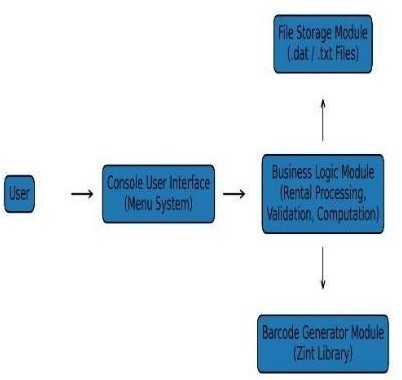 File Storage Module
(.dat / .txt Files)
User
Console User Interface
(Menu System)
Business Logic Module
(Rental Processing,
Validation, Computation)
Barcode Generator Module
(Zint Library)